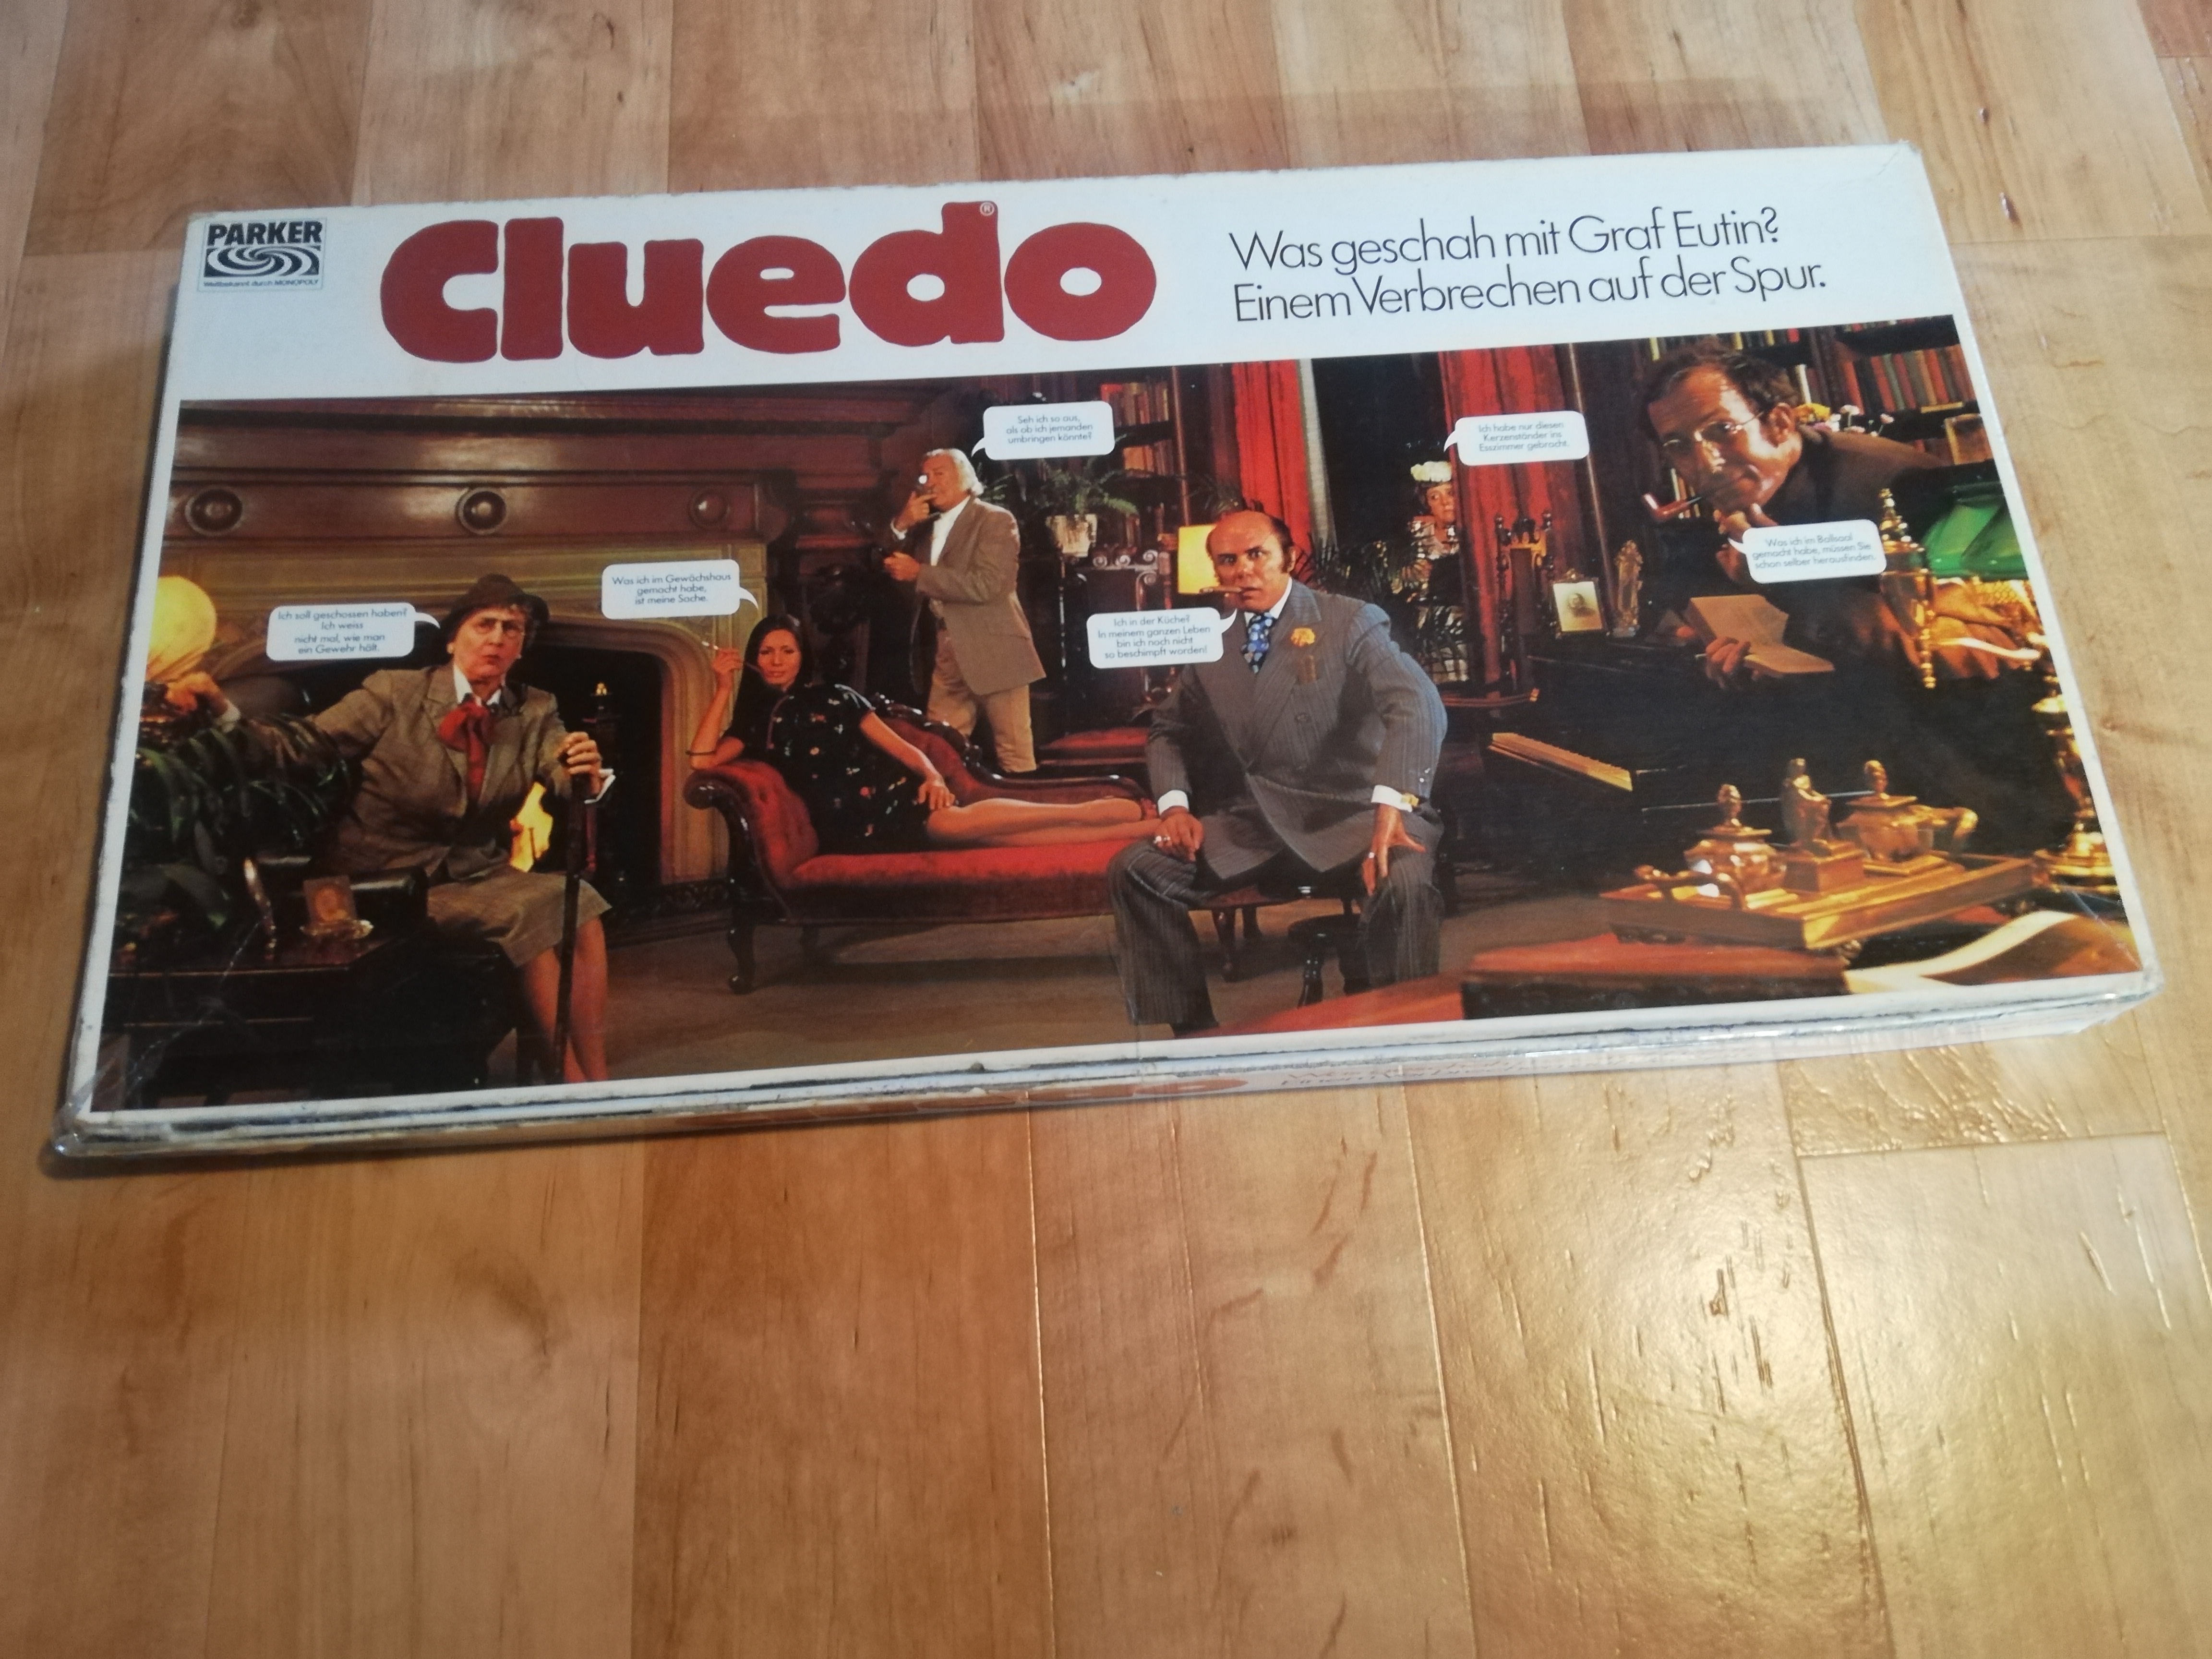 PARKER
Weltbekannt durch MONOPOLY
Cluedo®
Was geschah mit Graf Eutin?
Einem Verbrechen auf der Spur.
Seh ich so aus,
als ob ich jemanden
umbringen könnte?
Ich habe nur diesen
Kerzenständer ins
Esszimmer gebracht.
Was ich im Ballsaal
gemacht habe, müssen Sie
schon selber herausfinden.
Was ich im Gewächshaus
gemacht habe,
ist meine Sache.
Ich soll geschossen haben?
Ich weiss
nicht mal, wie man
ein Gewehr hält.
Ich in der Küche?
In meinem ganzen Leben
bin ich noch nicht
so beschimpft worden!